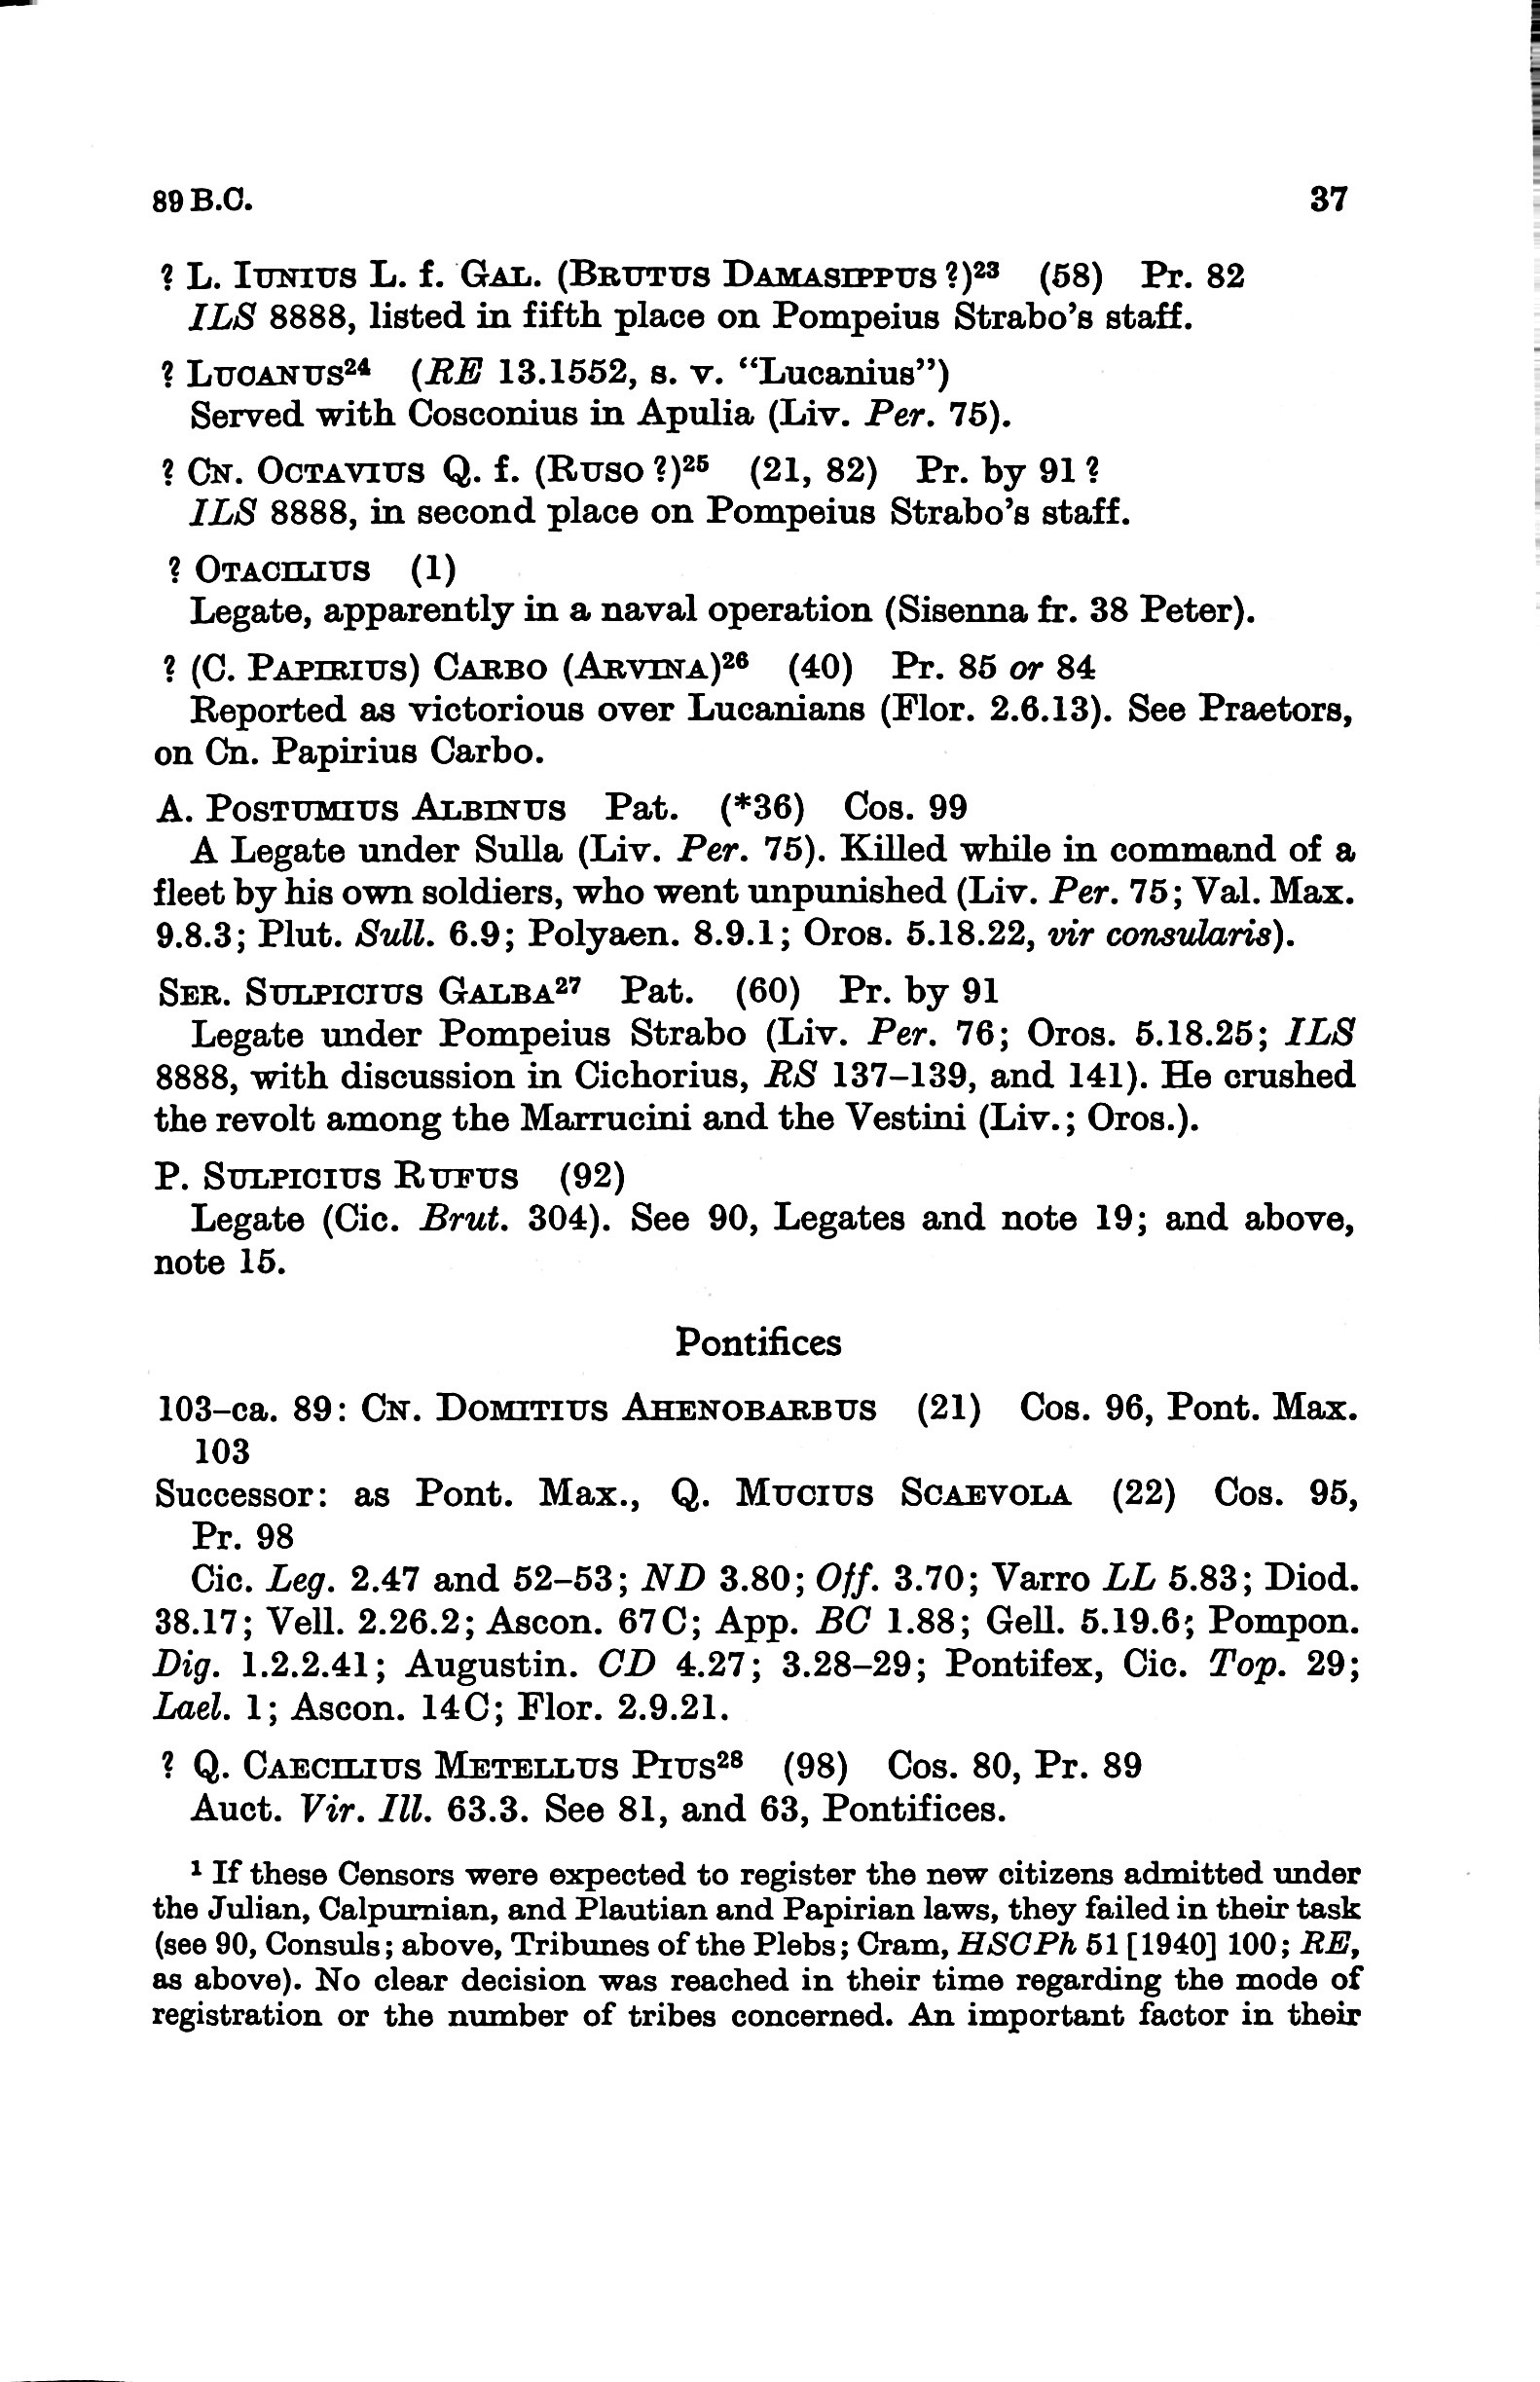 89 B.C. 37
? L. IUNIUS L. f. GAL. (BRUTUS DAMASIPPUS ?)²³ (58) Pr. 82
ILS 8888, listed in fifth place on Pompeius Strabo’s staff.
? LUCANUS²⁴ (RE 13.1552, s. v. “Lucanius”)
Served with Cosconius in Apulia (Liv. Per. 75).
? CN. OCTAVIUS Q. f. (RUSO ?)²⁵ (21, 82) Pr. by 91 ?
ILS 8888, in second place on Pompeius Strabo’s staff.
? OTACILIUS (1)
Legate, apparently in a naval operation (Sisenna fr. 38 Peter).
? (C. PAPIRIUS) CARBO (ARVINA)²⁶ (40) Pr. 85 or 84
Reported as victorious over Lucanians (Flor. 2.6.13). See Praetors,
on Cn. Papirius Carbo.
A. POSTUMIUS ALBINUS Pat. (*36) Cos. 99
A Legate under Sulla (Liv. Per. 75). Killed while in command of a
fleet by his own soldiers, who went unpunished (Liv. Per. 75; Val. Max.
9.8.3; Plut. Sull. 6.9; Polyaen. 8.9.1; Oros. 5.18.22, vir consularis).
SER. SULPICIUS GALBA²⁷ Pat. (60) Pr. by 91
Legate under Pompeius Strabo (Liv. Per. 76; Oros. 5.18.25; ILS
8888, with discussion in Cichorius, RS 137–139, and 141). He crushed
the revolt among the Marrucini and the Vestini (Liv.; Oros.).
P. SULPICIUS RUFUS (92)
Legate (Cic. Brut. 304). See 90, Legates and note 19; and above,
note 15.
Pontifices
103–ca. 89: CN. DOMITIUS AHENOBARBUS (21) Cos. 96, Pont. Max.
103
Successor: as Pont. Max., Q. MUCIUS SCAEVOLA (22) Cos. 95,
Pr. 98
Cic. Leg. 2.47 and 52–53; ND 3.80; Off. 3.70; Varro LL 5.83; Diod.
38.17; Vell. 2.26.2; Ascon. 67C; App. BC 1.88; Gell. 5.19.6; Pompon.
Dig. 1.2.2.41; Augustin. CD 4.27; 3.28–29; Pontifex, Cic. Top. 29;
Lael. 1; Ascon. 14C; Flor. 2.9.21.
? Q. CAECILIUS METELLUS PIUS²⁸ (98) Cos. 80, Pr. 89
Auct. Vir. Ill. 63.3. See 81, and 63, Pontifices.
¹ If these Censors were expected to register the new citizens admitted under
the Julian, Calpurnian, and Plautian and Papirian laws, they failed in their task
(see 90, Consuls; above, Tribunes of the Plebs; Cram, HSCPh 51 [1940] 100; RE,
as above). No clear decision was reached in their time regarding the mode of
registration or the number of tribes concerned. An important factor in their